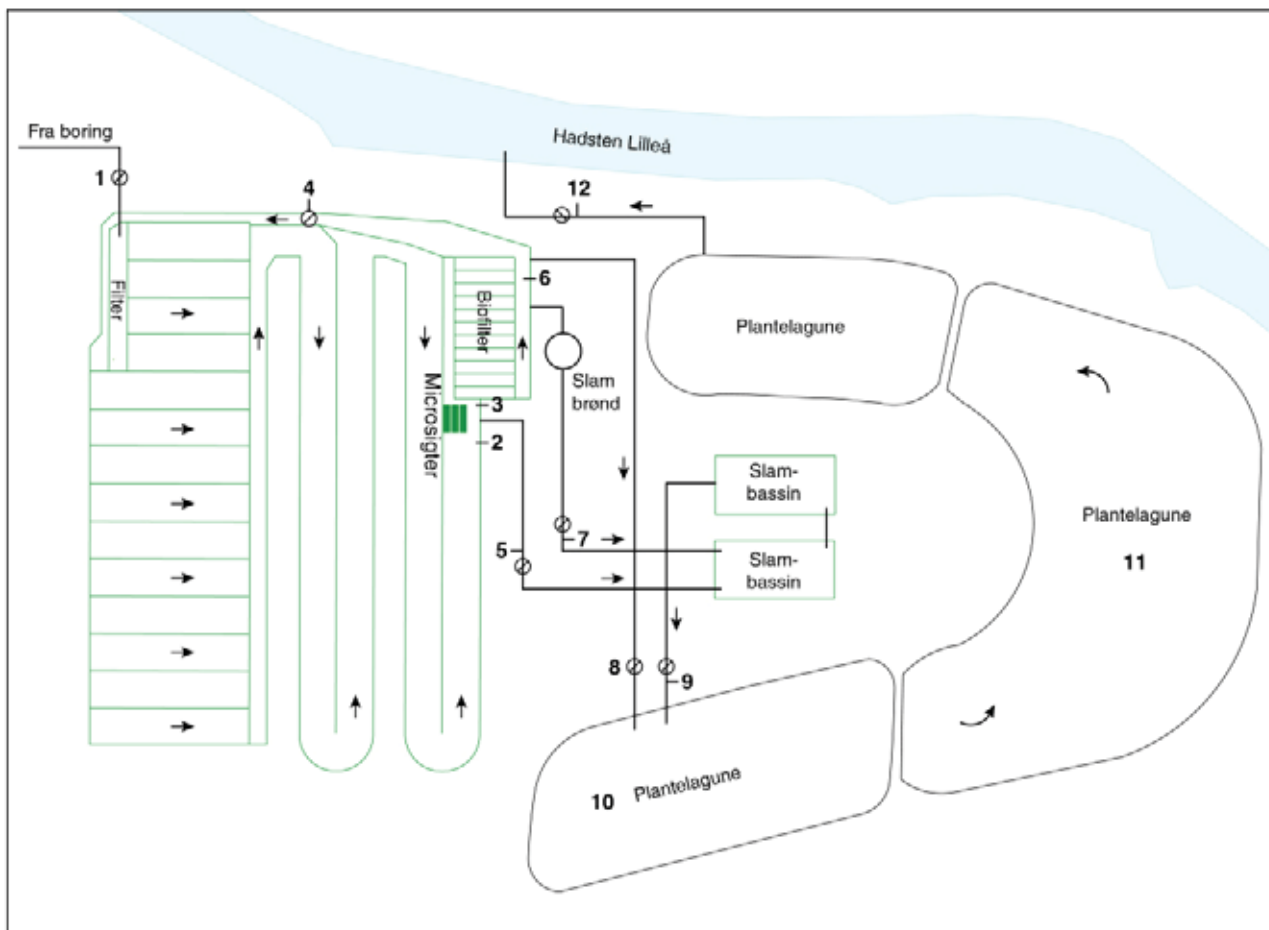 Fra boring
Hadsten Lilleå
1
4
12
Filter
6
Biofilter
Plantelagune
Slam
brønd
Microsigter
3
2
Slam-
bassin
Plantelagune
11
7
5
Slam-
bassin
8
9
10
Plantelagune